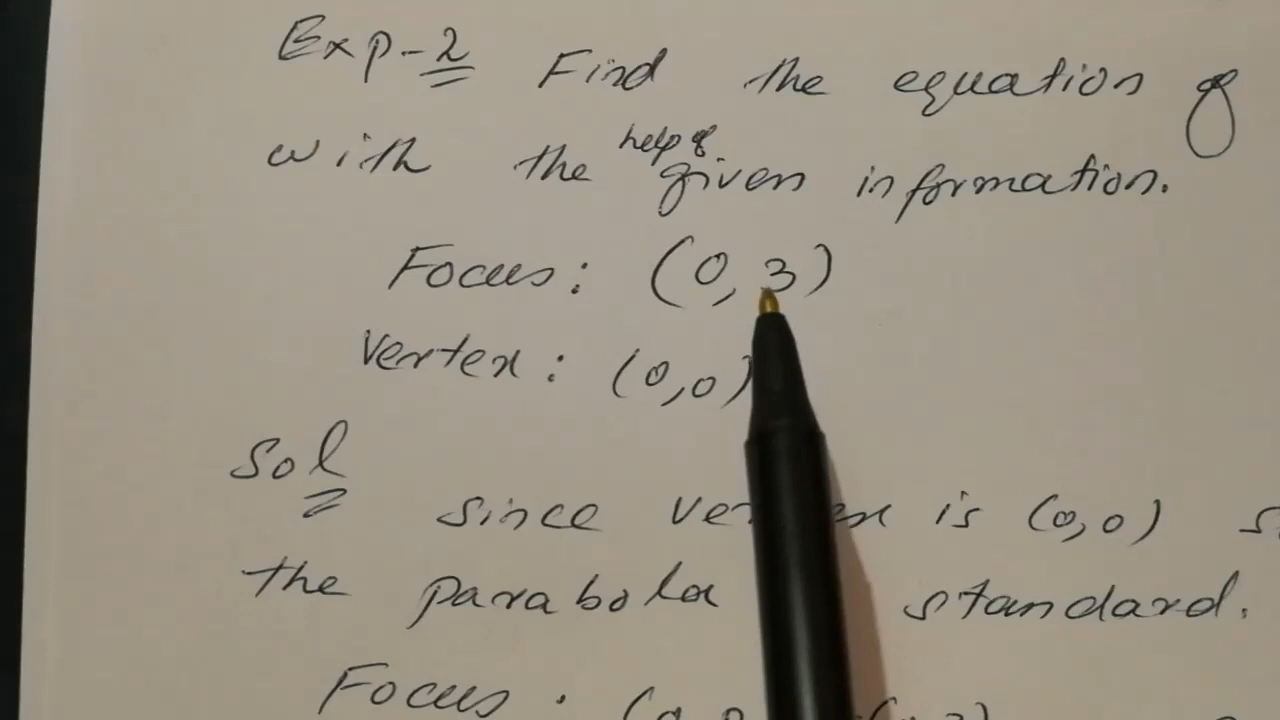 Exp-2 Find the equation of
with the help of given information.
Focus: (0,3)
Vertex: (0,0)
Sol
since vertex is (0,0)
the parabola standard.
Focus :